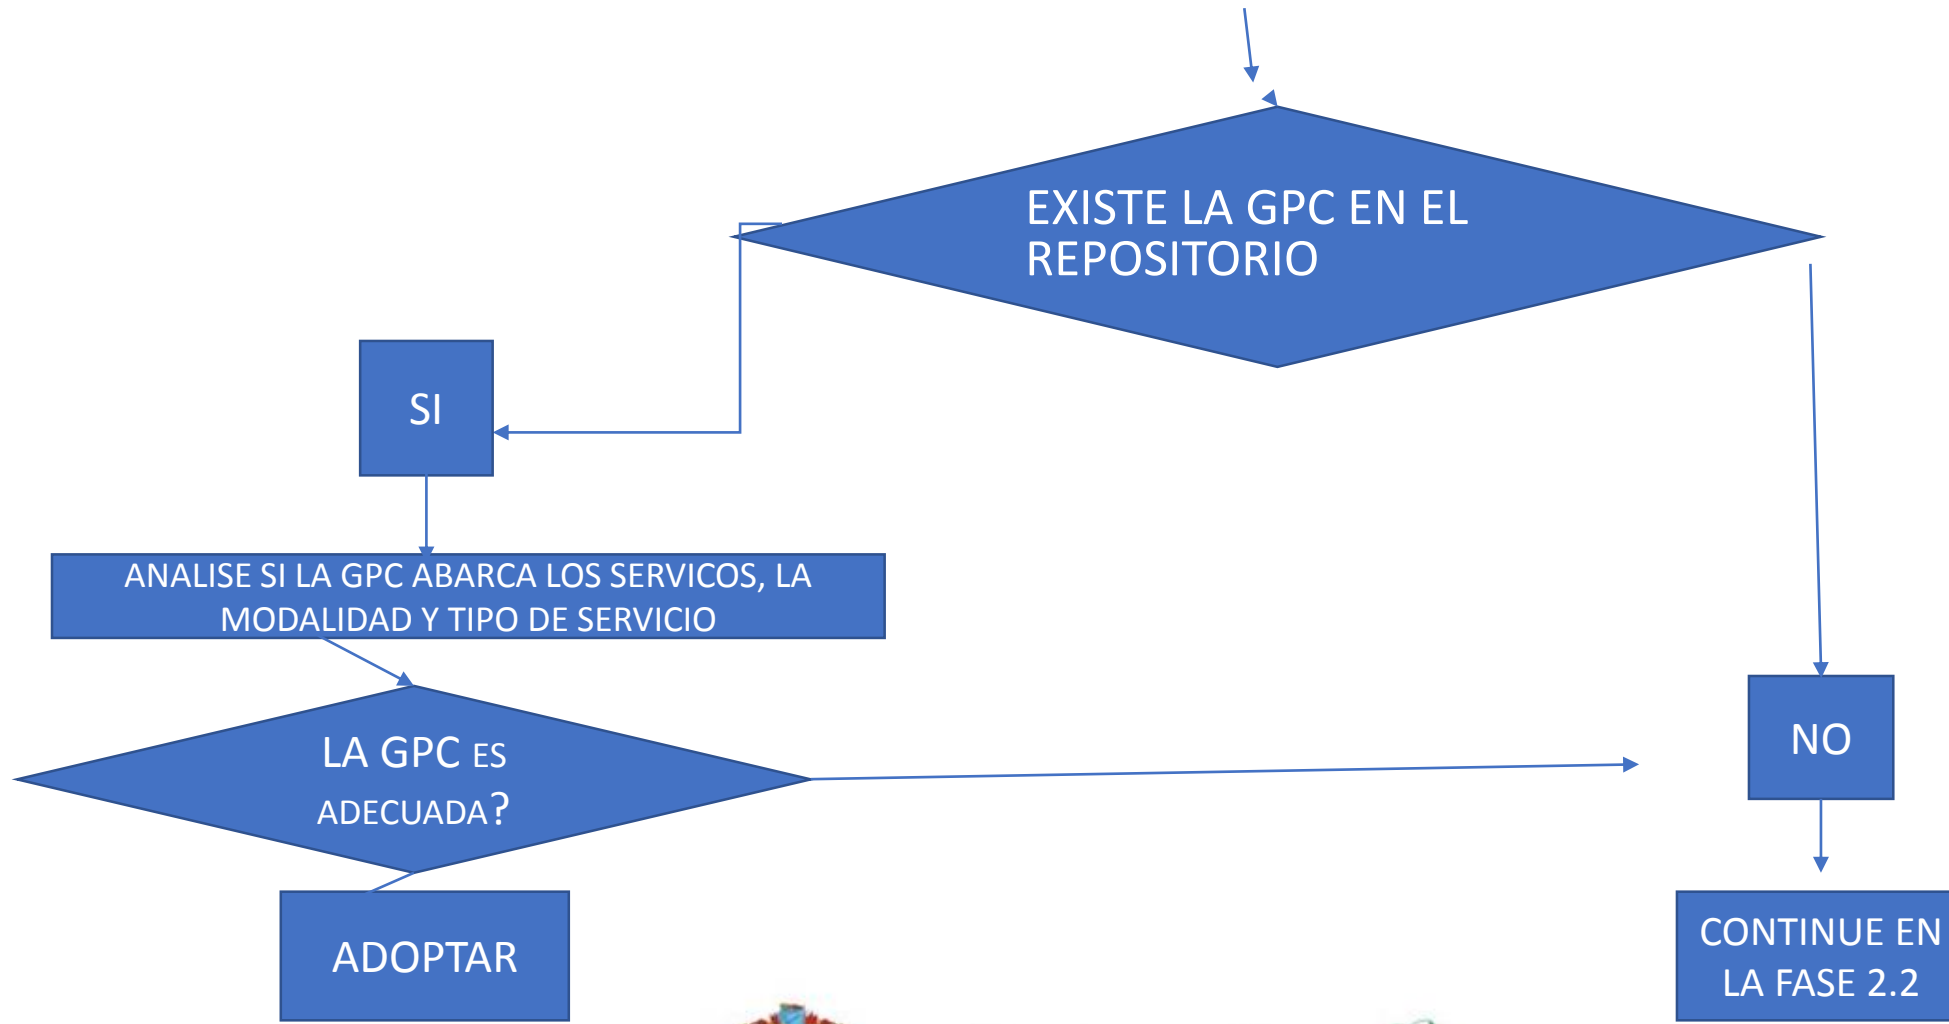 EXISTE LA GPC EN EL
REPOSITORIO
SI
ANALISE SI LA GPC ABARCA LOS SERVICOS, LA
MODALIDAD Y TIPO DE SERVICIO
LA GPC ES
ADECUADA?
NO
ADOPTAR
CONTINUE EN
LA FASE 2.2